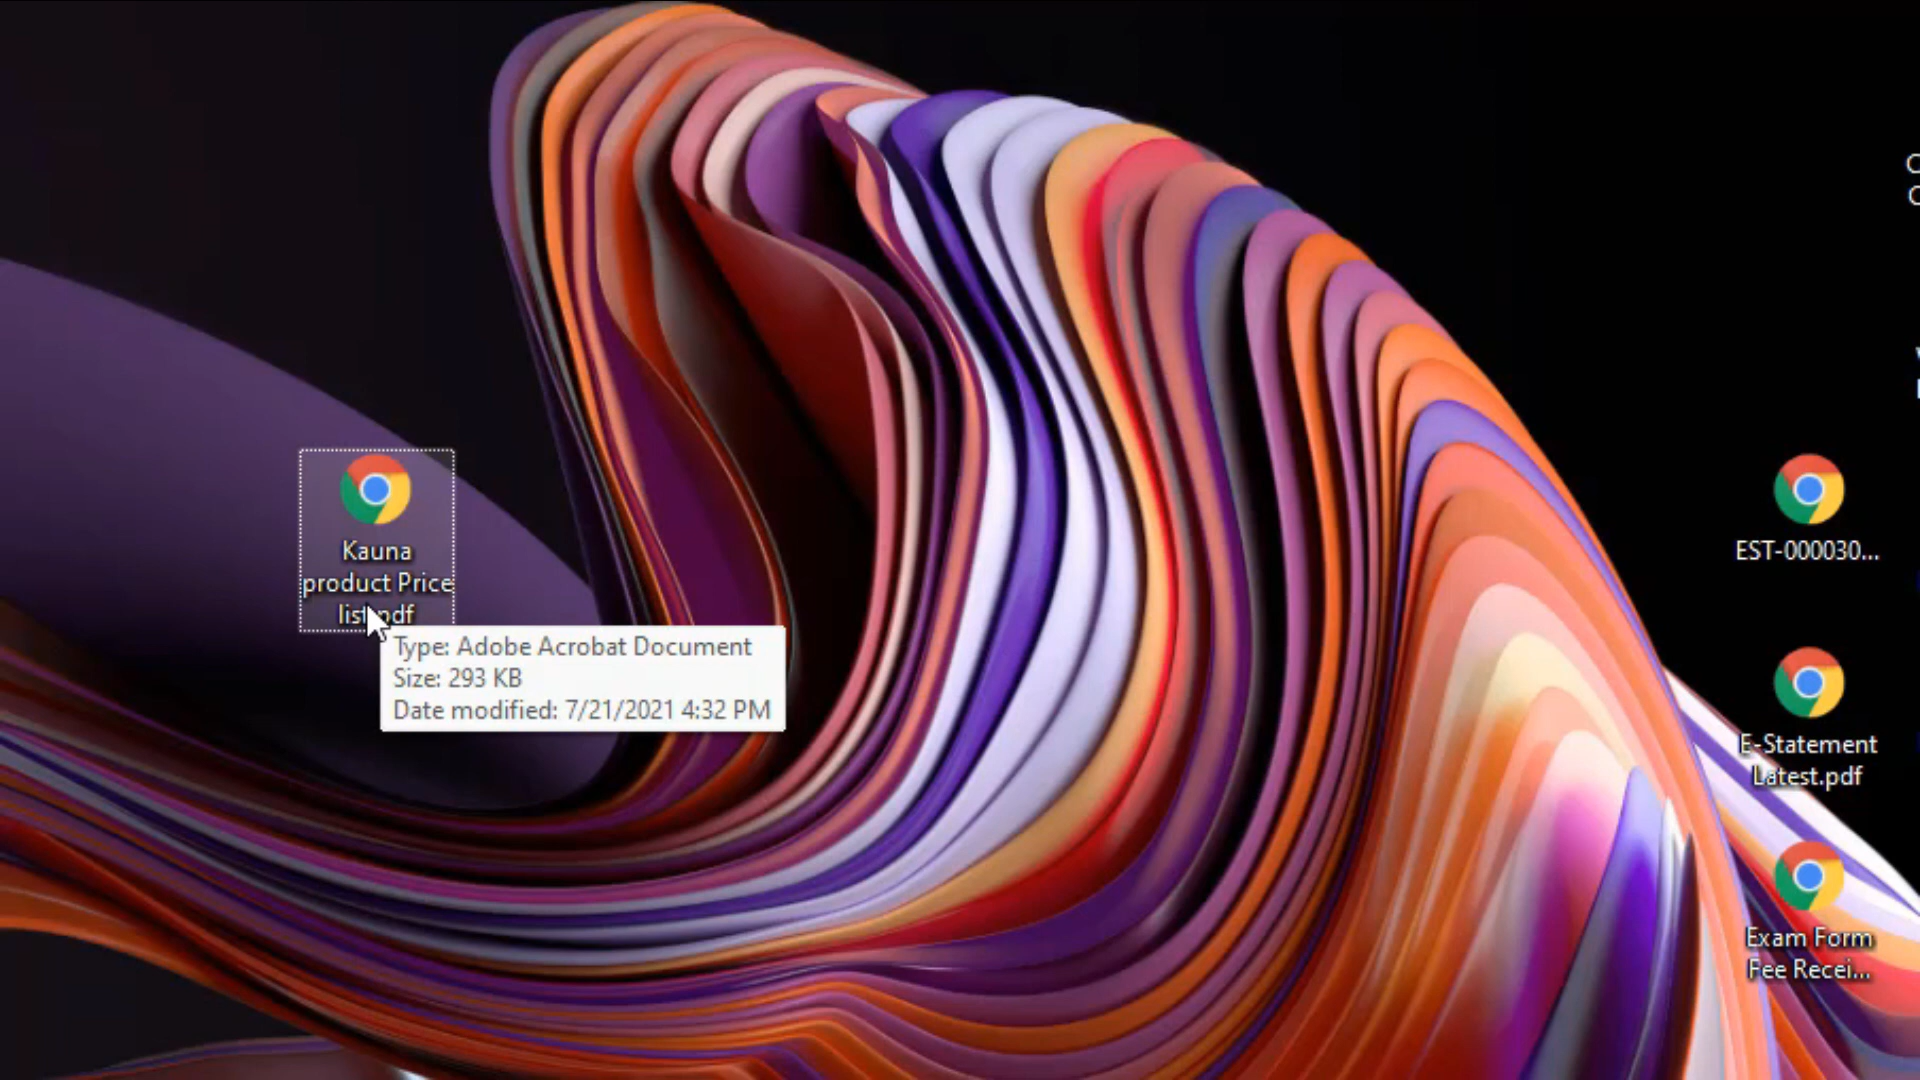 Kauna
product Price
list.pdf
Type: Adobe Acrobat Document
Size: 293 KB
Date modified: 7/21/2021 4:32 PM
EST-000030...
E-Statement
Latest.pdf
Exam Form
Fee Recei...